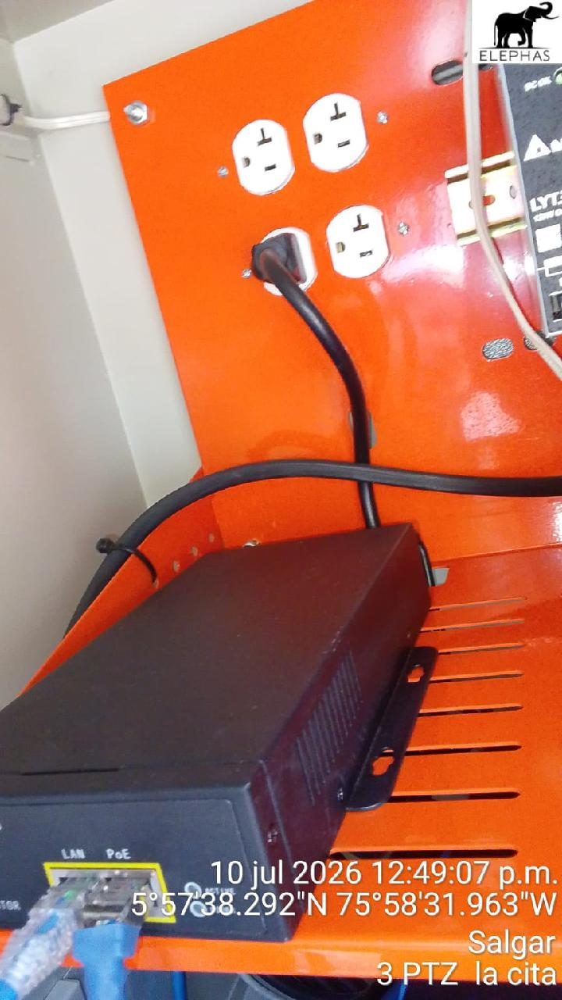 ELEPHAS
LAN PoE
10 jul 2026 12:49:07 p.m.
5°57'38.292"N 75°58'31.963"W
Salgar
3 PTZ la cita